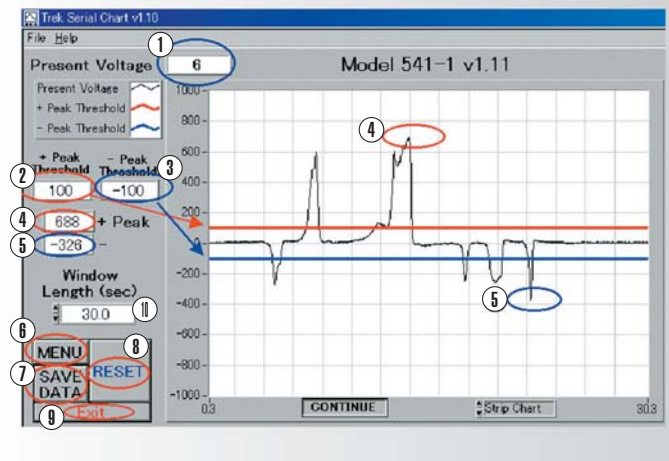 Trek Serial Chart v1.10
File Help
1
Present Voltage 6 Model 541-1 v1.11
Present Voltage
+ Peak Threshold
- Peak Threshold
+ Peak Threshold - Peak Threshold
2 100 -100 3
4 688 + Peak
5 -326 -
Window
Length (sec)
30.0 10
6 MENU 8
7 SAVE DATA RESET
9 Exit
1000
800
600
400
200
0
-200
-400
-600
-800
-1000
4
5
0.3 CONTINUE Strip Chart 30.3